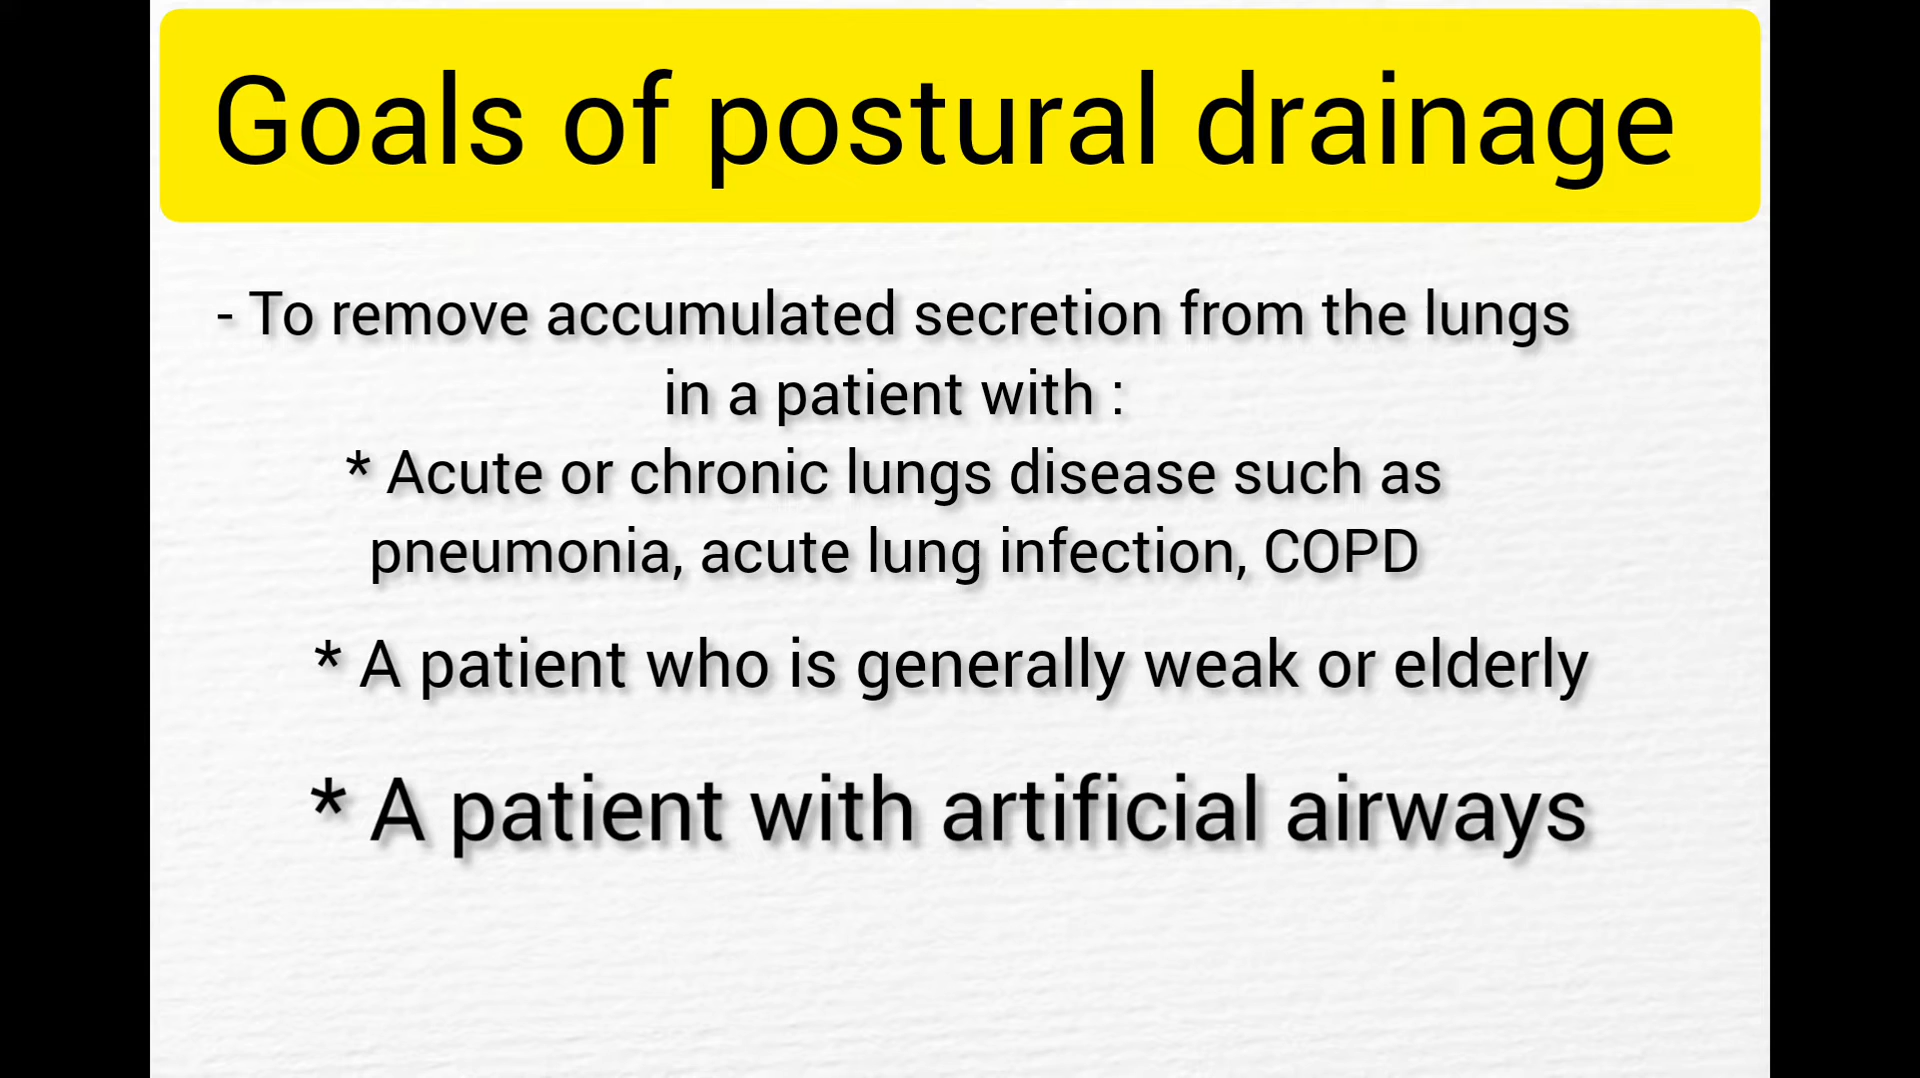 Goals of postural drainage
- To remove accumulated secretion from the lungs
in a patient with :
* Acute or chronic lungs disease such as
pneumonia, acute lung infection, COPD
* A patient who is generally weak or elderly
* A patient with artificial airways